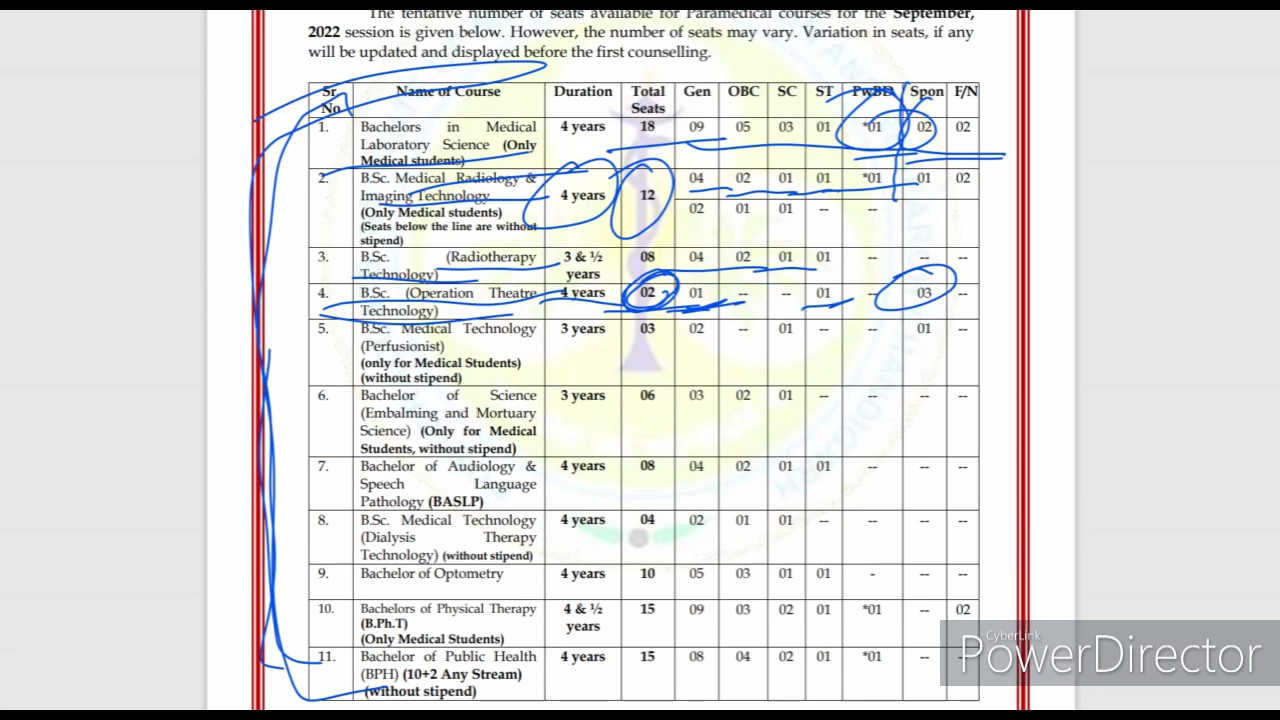 The tentative number of seats available for Paramedical courses for the September,
2022 session is given below. However, the number of seats may vary. Variation in seats, if any
will be updated and displayed before the first counselling.
Sr. Name of Course Duration Total Gen OBC SC ST PwBD Spon F/N
No Seats
1. Bachelors in Medical 4 years 18 09 05 03 01 *01 02 02
Laboratory Science (Only
Medical students)
2. B.Sc. Medical Radiology & 4 years 12 04 02 01 01 *01 01 02
Imaging Technology
(Only Medical students) 02 01 01 -- --
(Seats below the line are without
stipend)
3. B.Sc. (Radiotherapy 3 & ½ 08 04 02 01 01 -- -- --
Technology) years
4. B.Sc. (Operation Theatre 4 years 02 01 -- -- 01 -- 03 --
Technology)
5. B.Sc. Medical Technology 3 years 03 02 -- 01 -- -- 01 --
(Perfusionist)
(only for Medical Students)
(without stipend)
6. Bachelor of Science 3 years 06 03 02 01 -- -- -- --
(Embalming and Mortuary
Science) (Only for Medical
Students, without stipend)
7. Bachelor of Audiology & 4 years 08 04 02 01 01 -- -- --
Speech Language
Pathology (BASLP)
8. B.Sc. Medical Technology 4 years 04 02 01 01 -- -- -- --
(Dialysis Therapy
Technology) (without stipend)
9. Bachelor of Optometry 4 years 10 05 03 01 01 - -- --
10. Bachelors of Physical Therapy 4 & ½ 15 09 03 02 01 *01 -- 02
(B.Ph.T) years
(Only Medical Students)
11. Bachelor of Public Health 4 years 15 08 04 02 01 *01 -- --
(BPH) (10+2 Any Stream)
(without stipend)
CyberLink
PowerDirector